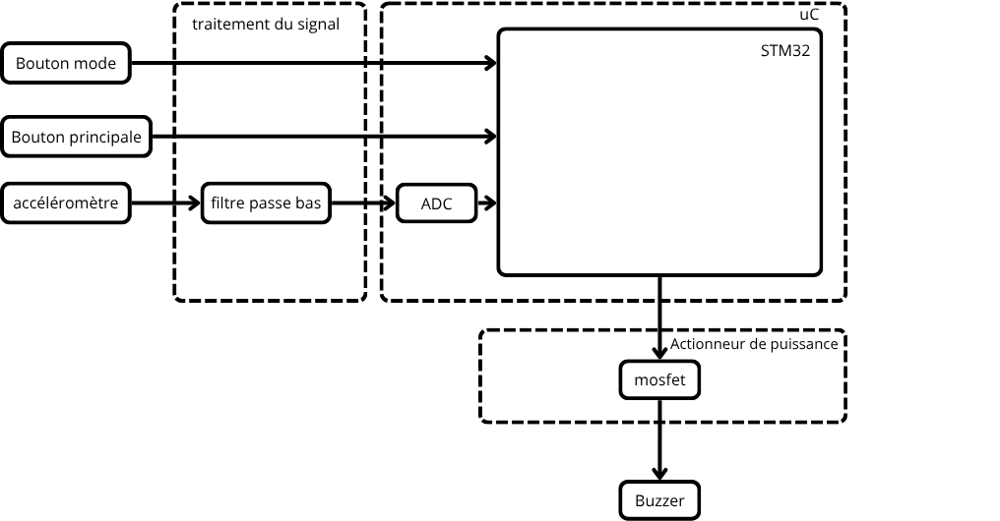 uC
traitement du signal
STM32
Bouton mode
Bouton principale
accéléromètre
filtre passe bas
ADC
Actionneur de puissance
mosfet
Buzzer